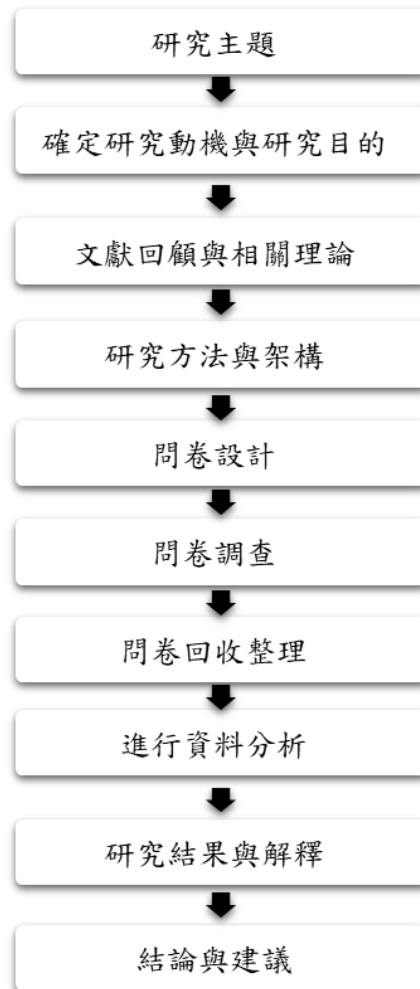 研究主題
確定研究動機與研究目的
文獻回顧與相關理論
研究方法與架構
問卷設計
問卷調查
問卷回收整理
進行資料分析
研究結果與解釋
結論與建議